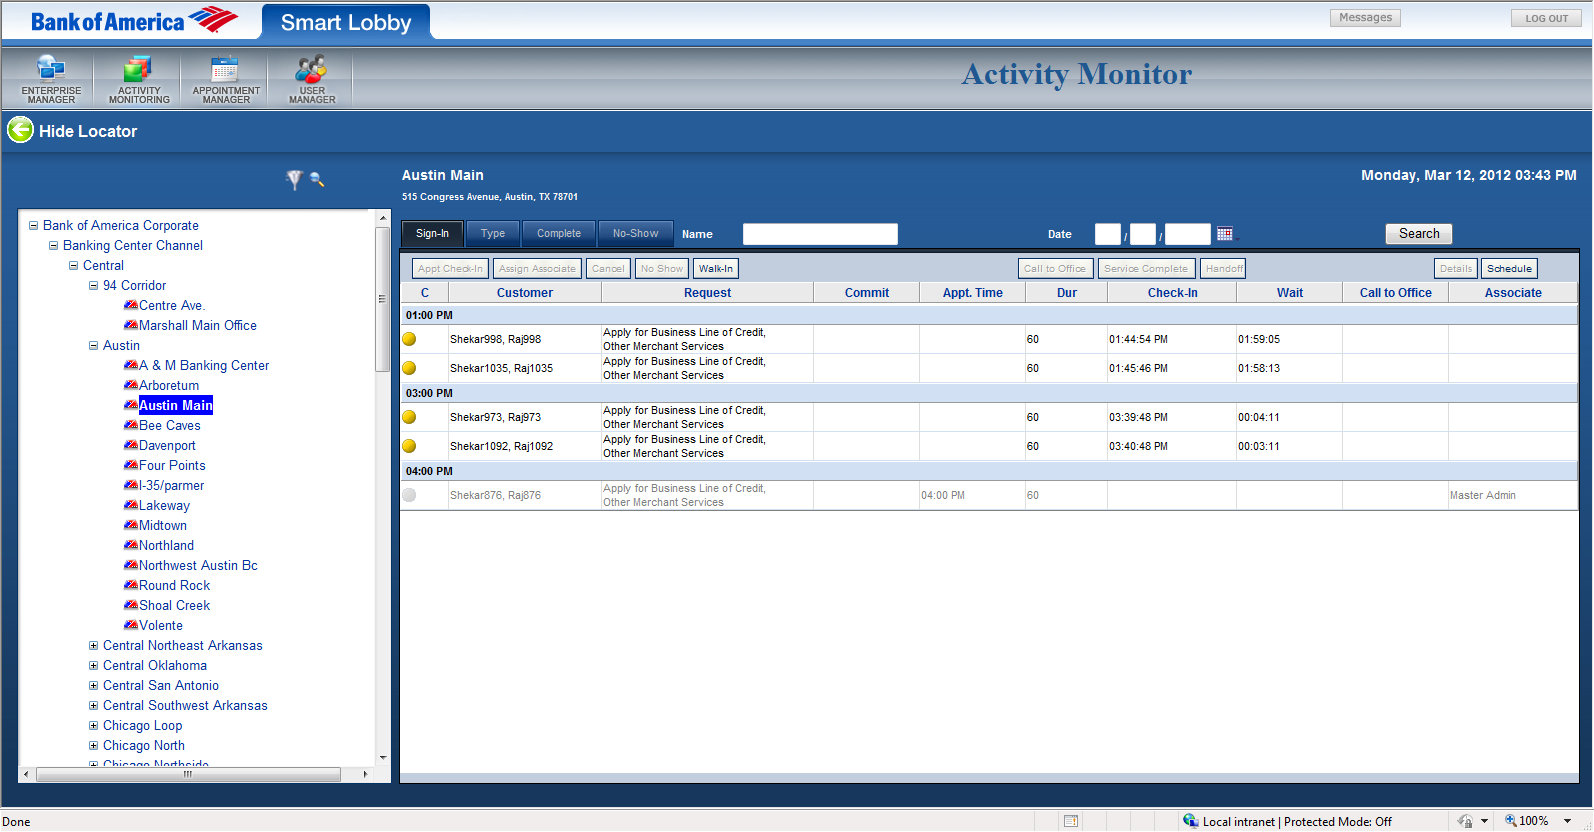 Bank of America
Smart Lobby
Messages
LOG OUT
ENTERPRISE
MANAGER
ACTIVITY
MONITORING
APPOINTMENT
MANAGER
USER
MANAGER
Activity Monitor
Hide Locator
Bank of America Corporate
Banking Center Channel
Central
94 Corridor
Centre Ave.
Marshall Main Office
Austin
A & M Banking Center
Arboretum
Austin Main
Bee Caves
Davenport
Four Points
I-35/parmer
Lakeway
Midtown
Northland
Northwest Austin Bc
Round Rock
Shoal Creek
Volente
Central Northeast Arkansas
Central Oklahoma
Central San Antonio
Central Southwest Arkansas
Chicago Loop
Chicago North
Chicago Northside
Austin Main
Monday, Mar 12, 2012 03:43 PM
515 Congress Avenue, Austin, TX 78701
Sign-In Type Complete No-Show Name Date / / Search
Appt Check-In Assign Associate Cancel No Show Walk-In Call to Office Service Complete Handoff Details Schedule
C Customer Request Commit Appt. Time Dur Check-In Wait Call to Office Associate
01:00 PM
Shekar998, Raj998 Apply for Business Line of Credit, 60 01:44:54 PM 01:59:05
Other Merchant Services
Shekar1035, Raj1035 Apply for Business Line of Credit, 60 01:45:46 PM 01:58:13
Other Merchant Services
03:00 PM
Shekar973, Raj973 Apply for Business Line of Credit, 60 03:39:48 PM 00:04:11
Other Merchant Services
Shekar1092, Raj1092 Apply for Business Line of Credit, 60 03:40:48 PM 00:03:11
Other Merchant Services
04:00 PM
Shekar876, Raj876 Apply for Business Line of Credit, 04:00 PM 60 Master Admin
Other Merchant Services
Done
Local intranet | Protected Mode: Off
100%